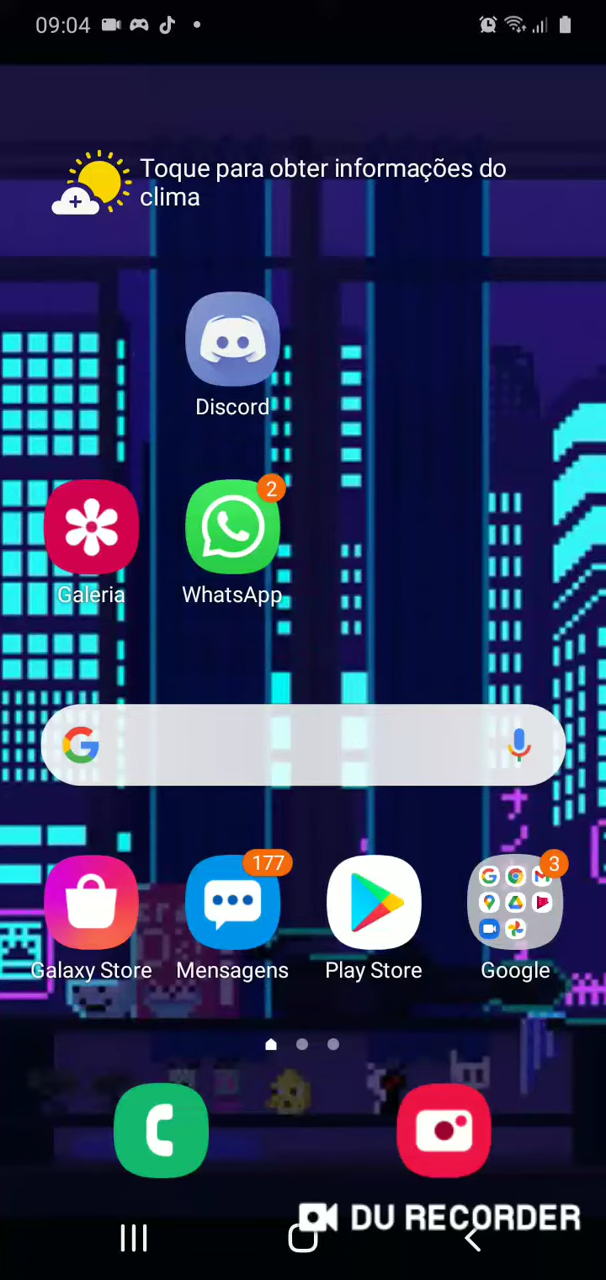 09:04
Toque para obter informações do
clima
Discord
2
Galeria
WhatsApp
177
3
Galaxy Store
Mensagens
Play Store
Google
DU RECORDER